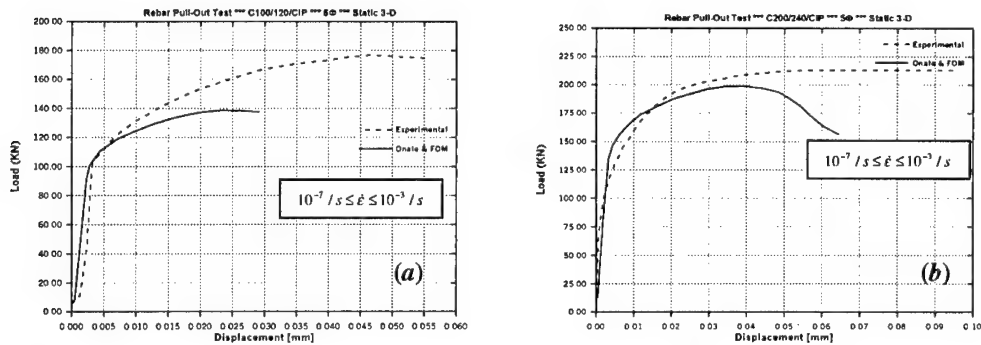 Rebar Pull-Out Test *** C100/120/CIP *** 5Φ *** Static 3-D
200 00
180 00
160 00
140 00
120 00
100 00
80 00
60 00
40 00
20 00
0 00
Load (KN)
Experimental
Onate & FOM
10⁻⁷ / s ≤ ε̇ ≤ 10⁻³ / s
(a)
0 000 0 005 0 010 0 015 0 020 0 025 0 030 0 035 0 040 0 045 0 050 0 055 0 060
Displacement [mm]
Rebar Pull-Out Test *** C200/240/CIP *** 5Φ *** Static 3-D
250 00
225 00
200 00
175 00
150 00
125 00
100 00
75 00
50 00
25 00
0 00
Load (KN)
Experimental
Onate & FOM
10⁻⁷ / s ≤ ε̇ ≤ 10⁻³ / s
(b)
0 00 0 01 0 02 0 03 0 04 0 05 0 06 0 07 0 08 0 09 0 10
Displacement [mm]